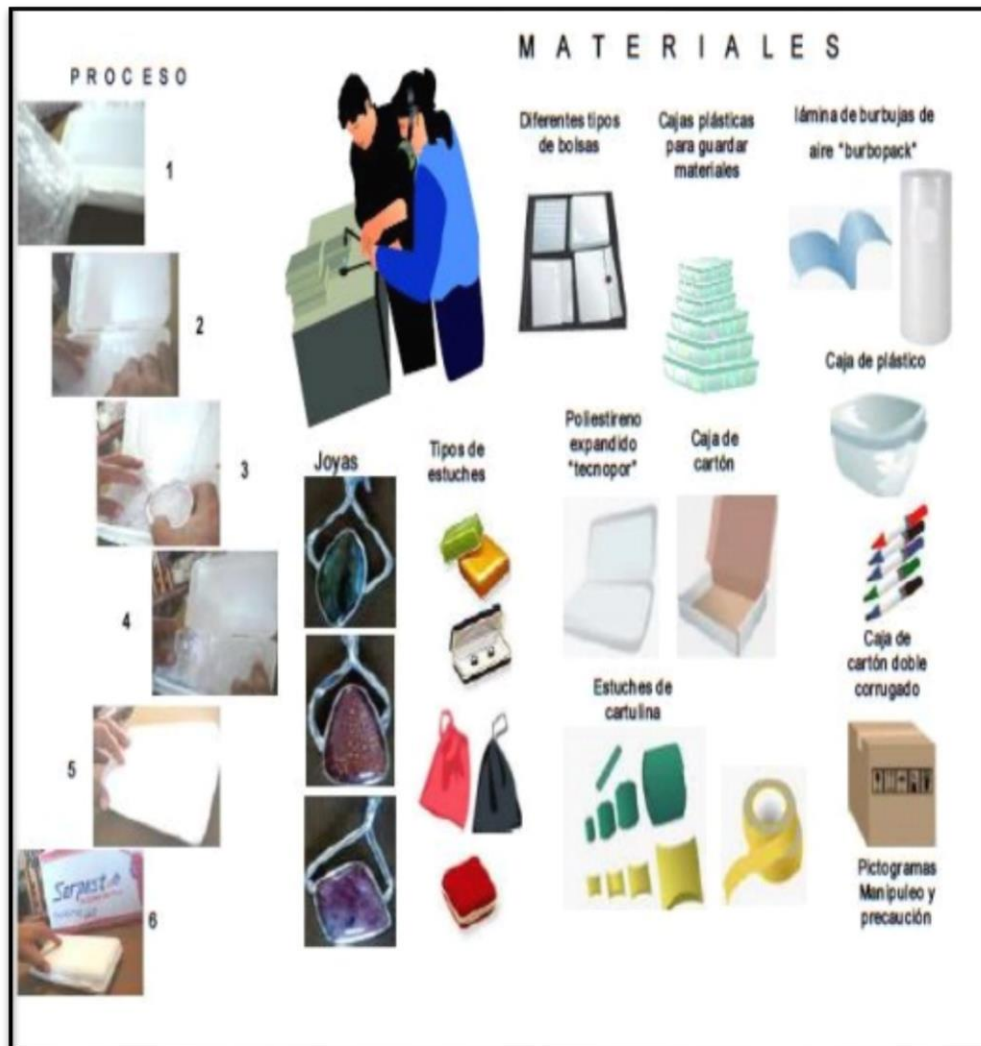 MATERIALES
PROCESO
1
2
3
4
5
6
Joyas
Tipos de
estuches
Diferentes tipos
de bolsas
Cajas plásticas
para guardar
materiales
lámina de burbujas de
aire "burbopack"
Caja de plástico
Poliestireno
expandido
"tecnopor"
Caja de
cartón
Estuches de
cartulina
Caja de
cartón doble
corrugado
Pictogramas
Manipuleo y
precaución